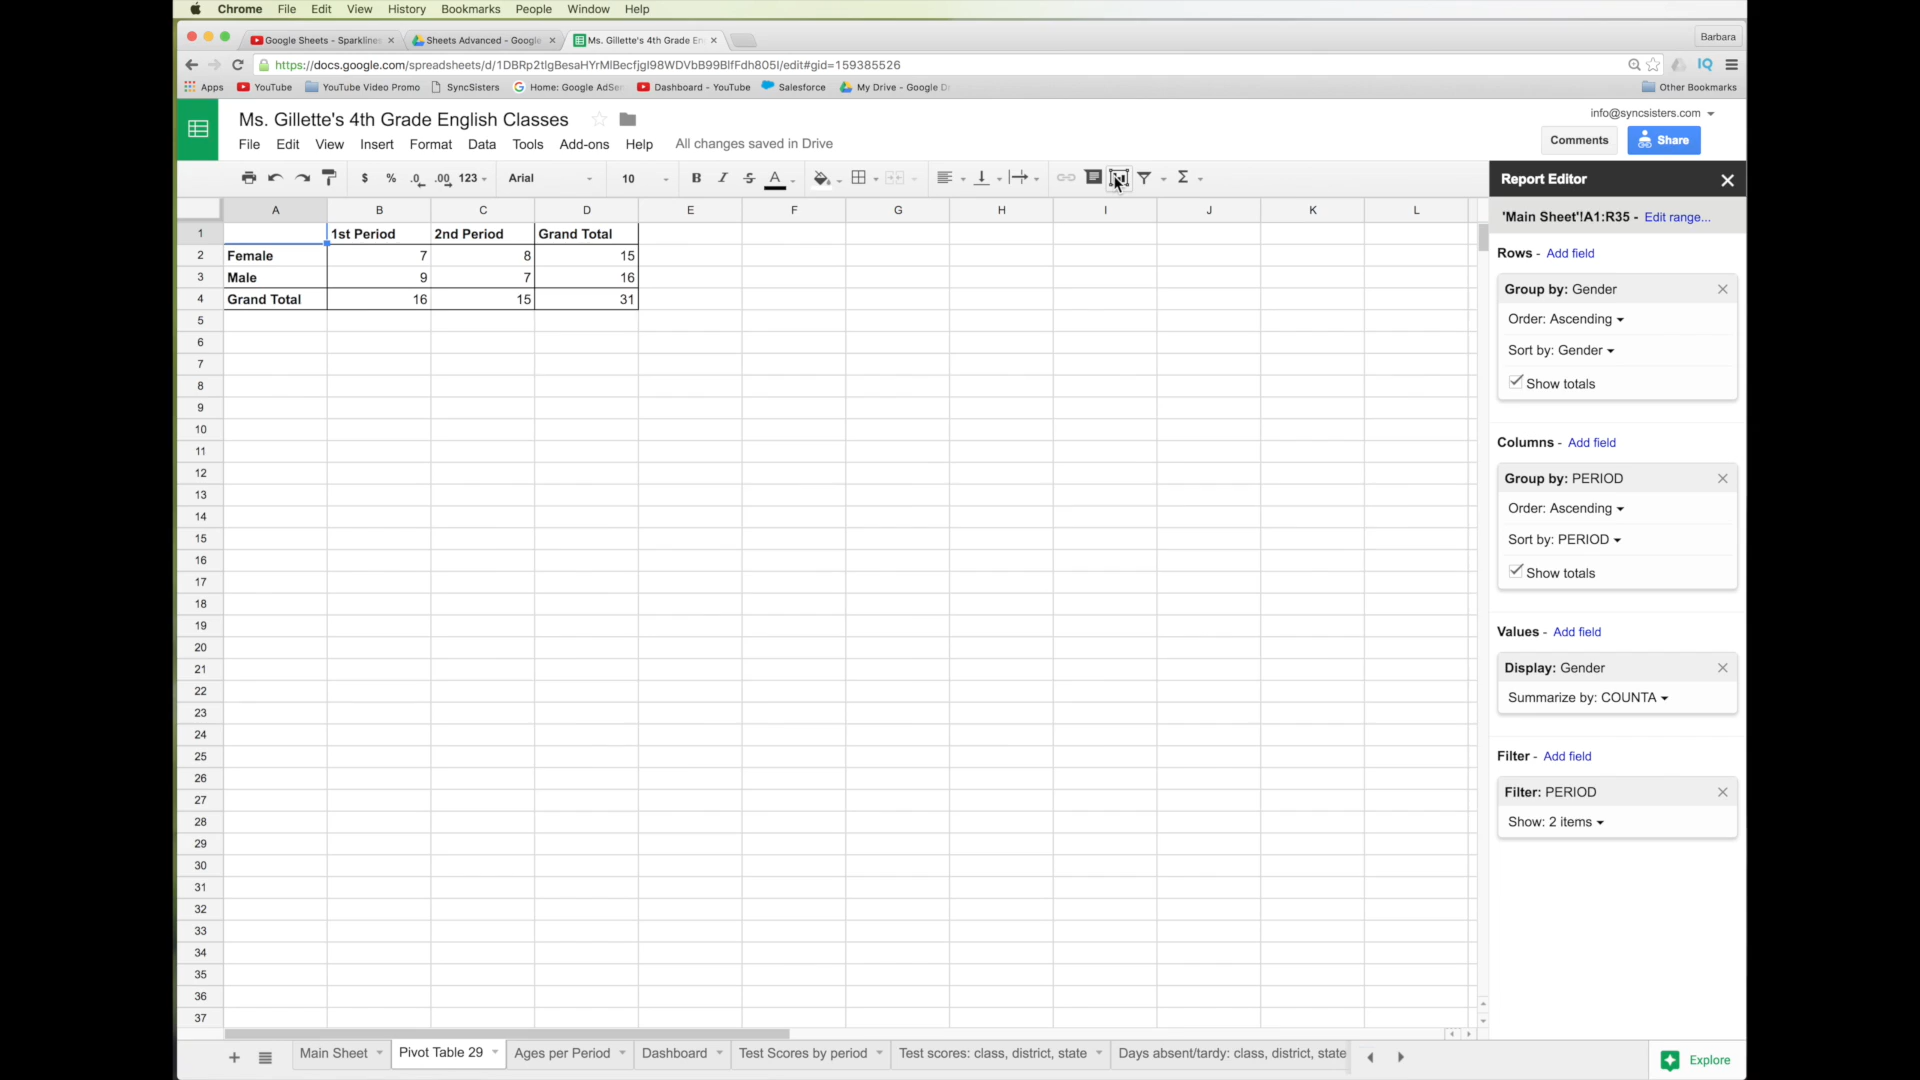 Chrome File Edit View History Bookmarks People Window Help
Google Sheets - Sparklines Sheets Advanced - Google Ms. Gillette's 4th Grade En Barbara
https://docs.google.com/spreadsheets/d/1DBRp2tlgBesaHYrMlBecfjgl98WDVbB99BlfFdh805l/edit#gid=159385526 IQ
Apps YouTube YouTube Video Promo SyncSisters Home: Google AdSen Dashboard - YouTube Salesforce My Drive - Google D Other Bookmarks
Ms. Gillette's 4th Grade English Classes info@syncsisters.com
File Edit View Insert Format Data Tools Add-ons Help All changes saved in Drive Comments Share
$ % .0 .00 123 Arial 10 B I S A Σ
Report Editor
A B C D E F G H I J K L
'Main Sheet'!A1:R35 - Edit range...
1 1st Period 2nd Period Grand Total
2 Female 7 8 15
3 Male 9 7 16
4 Grand Total 16 15 31
5
6
7
8
9
10
11
12
13
14
15
16
17
18
19
20
21
22
23
24
25
26
27
28
29
30
31
32
33
34
35
36
37
Rows - Add field
Group by: Gender
Order: Ascending
Sort by: Gender
Show totals
Columns - Add field
Group by: PERIOD
Order: Ascending
Sort by: PERIOD
Show totals
Values - Add field
Display: Gender
Summarize by: COUNTA
Filter - Add field
Filter: PERIOD
Show: 2 items
+ Main Sheet Pivot Table 29 Ages per Period Dashboard Test Scores by period Test scores: class, district, state Days absent/tardy: class, district, state Explore